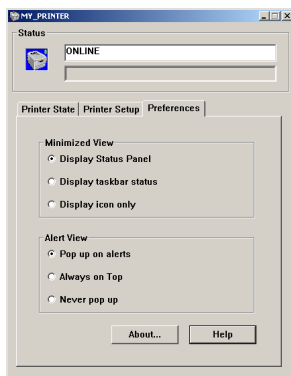 MY_PRINTER
Status
ONLINE
Printer State Printer Setup Preferences
Minimized View
Display Status Panel
Display taskbar status
Display icon only
Alert View
Pop up on alerts
Always on Top
Never pop up
About... Help